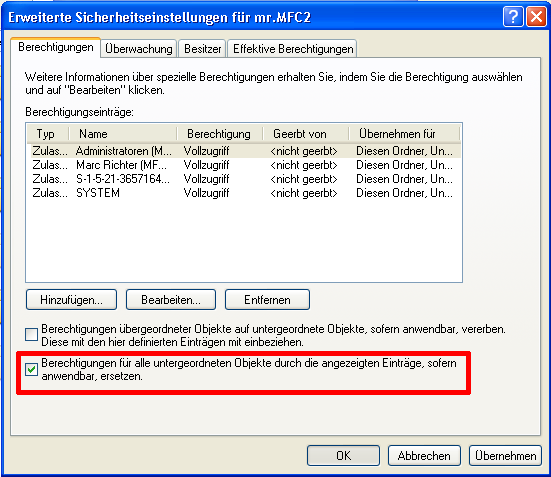 Erweiterte Sicherheitseinstellungen für mr.MFC2
Berechtigungen Überwachung Besitzer Effektive Berechtigungen
Weitere Informationen über spezielle Berechtigungen erhalten Sie, indem Sie die Berechtigung auswählen
und auf "Bearbeiten" klicken.
Berechtigungseinträge:
Typ Name Berechtigung Geerbt von Übernehmen für
Zulas... Administratoren (M... Vollzugriff <nicht geerbt> Diesen Ordner, Un...
Zulas... Marc Richter (MF... Vollzugriff <nicht geerbt> Diesen Ordner, Un...
Zulas... S-1-5-21-3657164... Vollzugriff <nicht geerbt> Diesen Ordner, Un...
Zulas... SYSTEM Vollzugriff <nicht geerbt> Diesen Ordner, Un...
Hinzufügen... Bearbeiten... Entfernen
Berechtigungen übergeordneter Objekte auf untergeordnete Objekte, sofern anwendbar, vererben.
Diese mit den hier definierten Einträgen mit einbeziehen.
Berechtigungen für alle untergeordneten Objekte durch die angezeigten Einträge, sofern
anwendbar, ersetzen.
OK Abbrechen Übernehmen